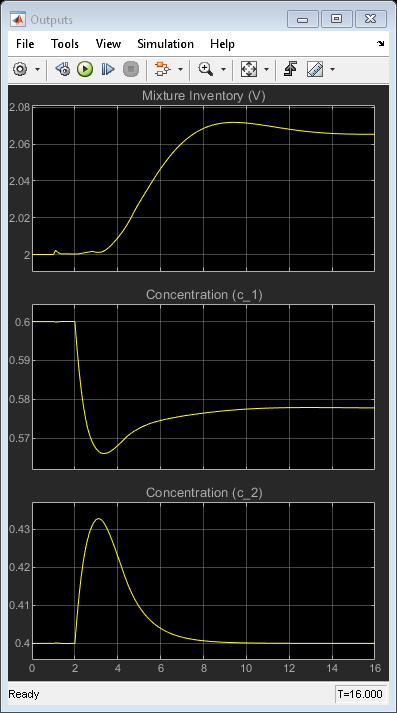 Outputs
File Tools View Simulation Help
Mixture Inventory (V)
2.08
2.06
2.04
2.02
2
Concentration (c_1)
0.6
0.59
0.58
0.57
Concentration (c_2)
0.43
0.42
0.41
0.4
0 2 4 6 8 10 12 14 16
Ready T=16.000